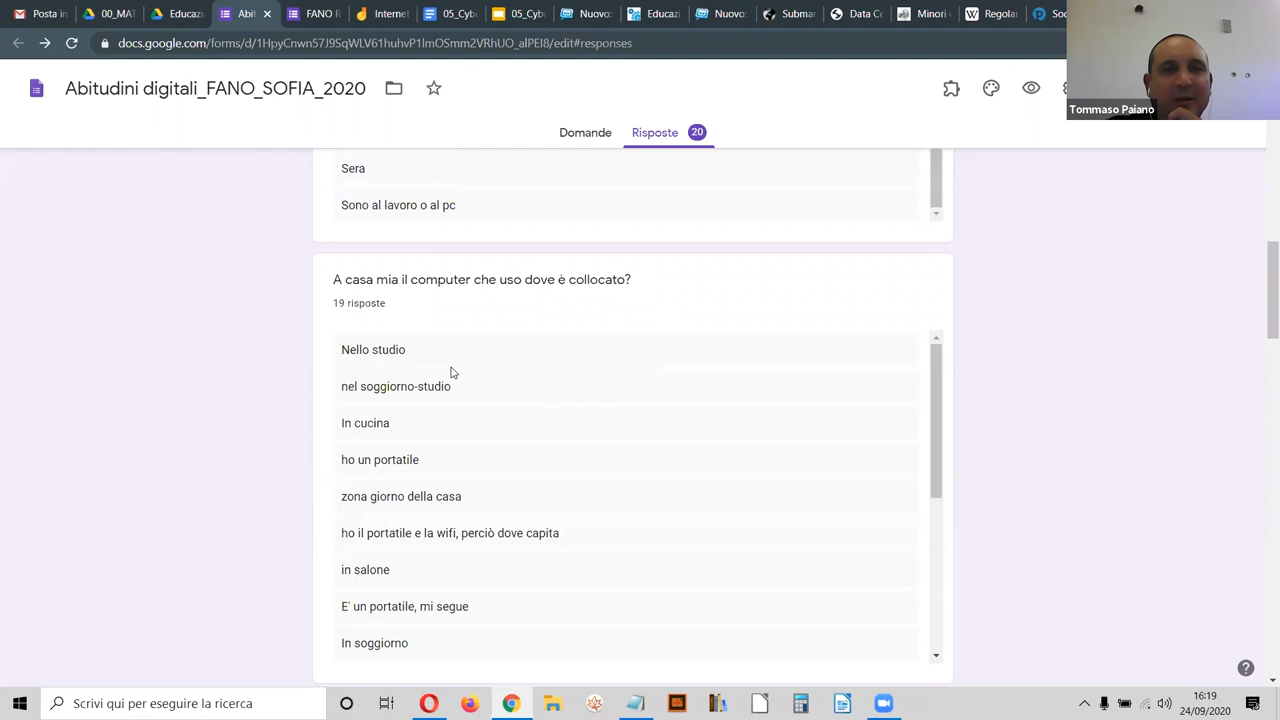 Posta in
00_MAT
Educaz
Abit
FANO R
Internet
05_Cyb
05_Cybe
Nuovo
Educazi
Nuovo
Submar
Data Ce
Minori e
Regolar
Soc
docs.google.com/forms/d/1HpyCnwn57J9SqWLV61huhvP1lmOSmm2VRhUO_alPEI8/edit#responses
Abitudini digitali_FANO_SOFIA_2020
Tommaso Paiano
Domande
Risposte 20
Sera
Sono al lavoro o al pc
A casa mia il computer che uso dove è collocato?
19 risposte
Nello studio
nel soggiorno-studio
In cucina
ho un portatile
zona giorno della casa
ho il portatile e la wifi, perciò dove capita
in salone
E' un portatile, mi segue
In soggiorno
Scrivi qui per eseguire la ricerca
16:19
24/09/2020